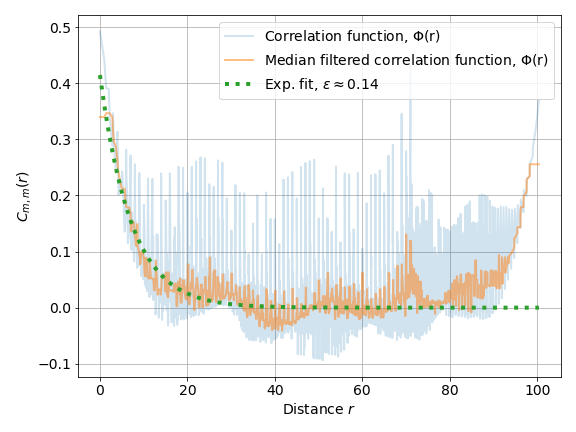 Correlation function, Φ(r)
Median filtered correlation function, Φ(r)
Exp. fit, ε ≈ 0.14
C_{m,m}(r)
0.5
0.4
0.3
0.2
0.1
0.0
−0.1
0 20 40 60 80 100
Distance r